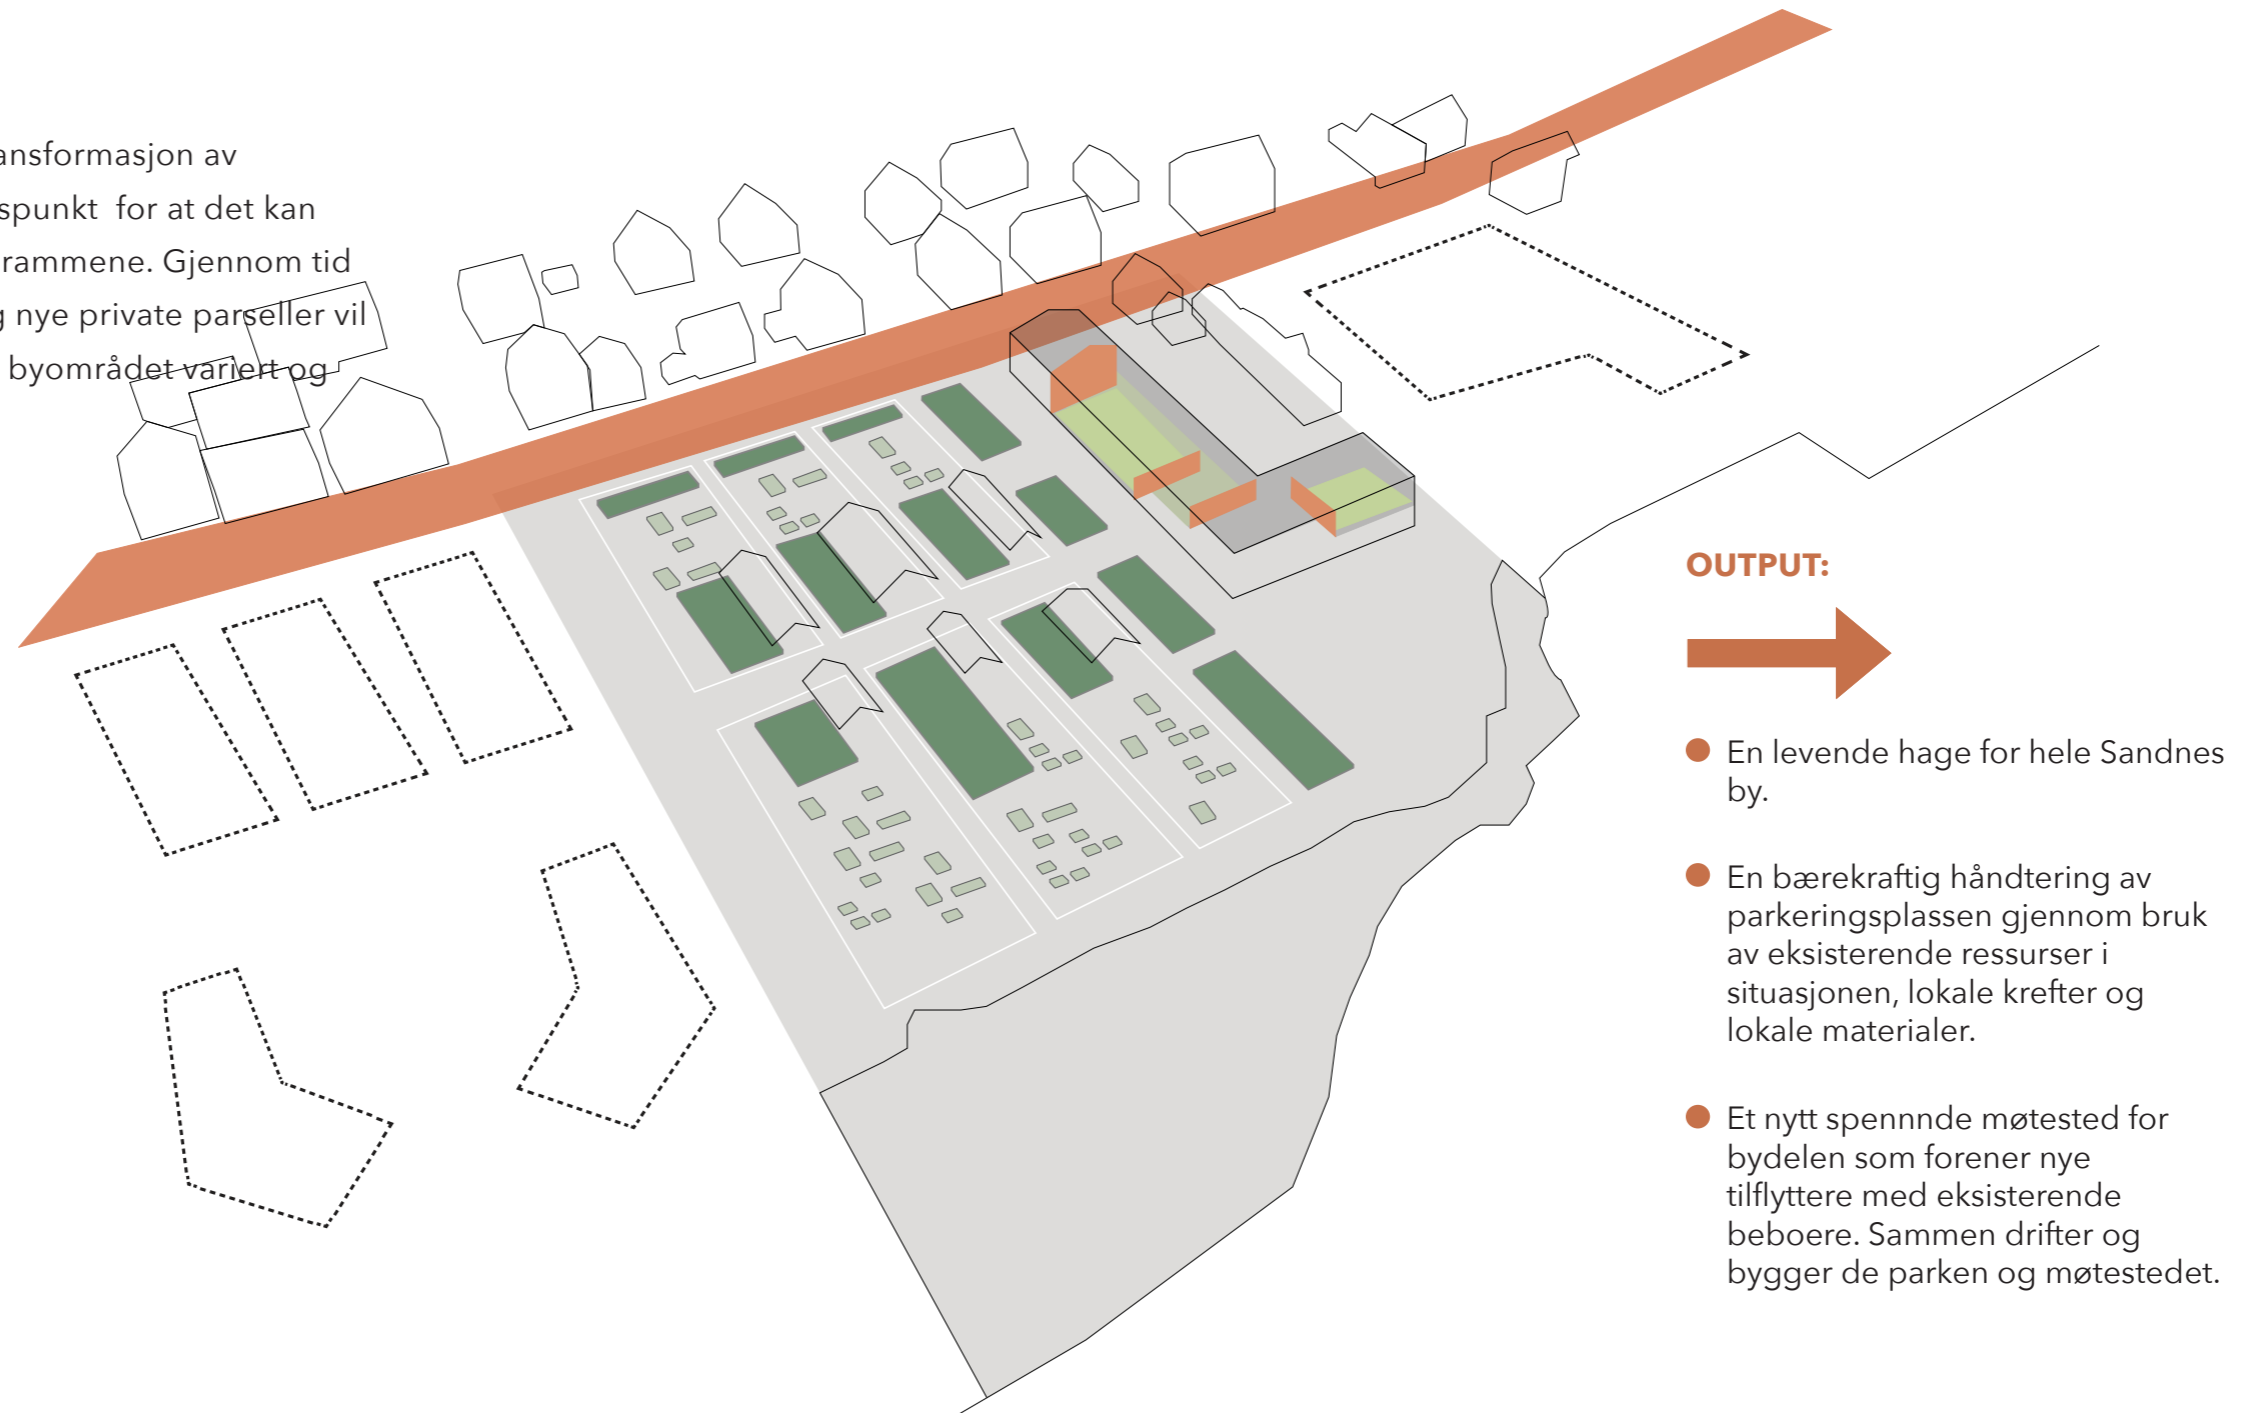 ansformasjon av
spunkt for at det kan
rammene. Gjennom tid
g nye private parseller vil
byområdet variert og
OUTPUT:
En levende hage for hele Sandnes
by.
En bærekraftig håndtering av
parkeringsplassen gjennom bruk
av eksisterende ressurser i
situasjonen, lokale krefter og
lokale materialer.
Et nytt spennnde møtested for
bydelen som forener nye
tilflyttere med eksisterende
beboere. Sammen drifter og
bygger de parken og møtestedet.